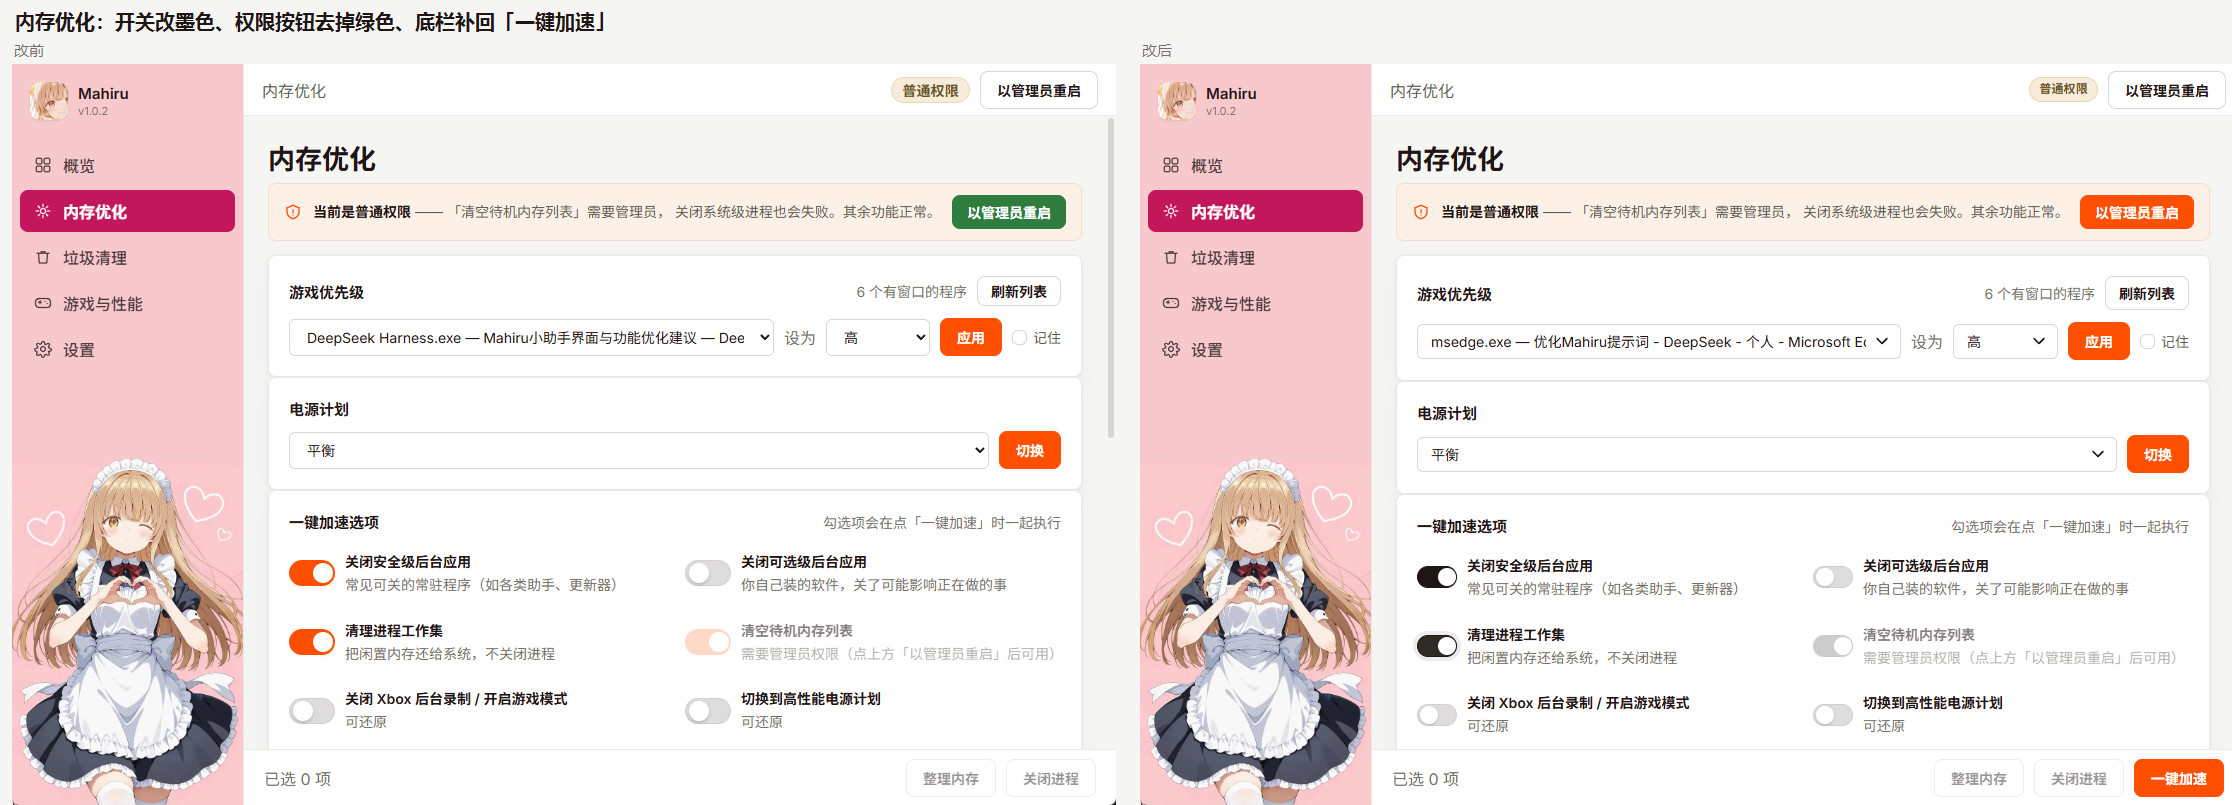 内存优化：开关改墨色、权限按钮去掉绿色、底栏补回「一键加速」
改前
Mahiru
v1.0.2
概览
内存优化
垃圾清理
游戏与性能
设置
内存优化
普通权限
以管理员重启
内存优化
当前是普通权限 —— 「清空待机内存列表」需要管理员， 关闭系统级进程也会失败。其余功能正常。
以管理员重启
游戏优先级
6 个有窗口的程序
刷新列表
DeepSeek Harness.exe — Mahiru小助手界面与功能优化建议 — Dee
设为
高
应用
记住
电源计划
平衡
切换
一键加速选项
勾选项会在点「一键加速」时一起执行
关闭安全级后台应用
常见可关的常驻程序（如各类助手、更新器）
关闭可选级后台应用
你自己装的软件，关了可能影响正在做的事
清理进程工作集
把闲置内存还给系统，不关闭进程
清空待机内存列表
需要管理员权限（点上方「以管理员重启」后可用）
关闭 Xbox 后台录制 / 开启游戏模式
可还原
切换到高性能电源计划
可还原
已选 0 项
整理内存
关闭进程
改后
Mahiru
v1.0.2
概览
内存优化
垃圾清理
游戏与性能
设置
内存优化
普通权限
以管理员重启
内存优化
当前是普通权限 —— 「清空待机内存列表」需要管理员， 关闭系统级进程也会失败。其余功能正常。
以管理员重启
游戏优先级
6 个有窗口的程序
刷新列表
msedge.exe — 优化Mahiru提示词 - DeepSeek - 个人 - Microsoft Ec
设为
高
应用
记住
电源计划
平衡
切换
一键加速选项
勾选项会在点「一键加速」时一起执行
关闭安全级后台应用
常见可关的常驻程序（如各类助手、更新器）
关闭可选级后台应用
你自己装的软件，关了可能影响正在做的事
清理进程工作集
把闲置内存还给系统，不关闭进程
清空待机内存列表
需要管理员权限（点上方「以管理员重启」后可用）
关闭 Xbox 后台录制 / 开启游戏模式
可还原
切换到高性能电源计划
可还原
已选 0 项
整理内存
关闭进程
一键加速